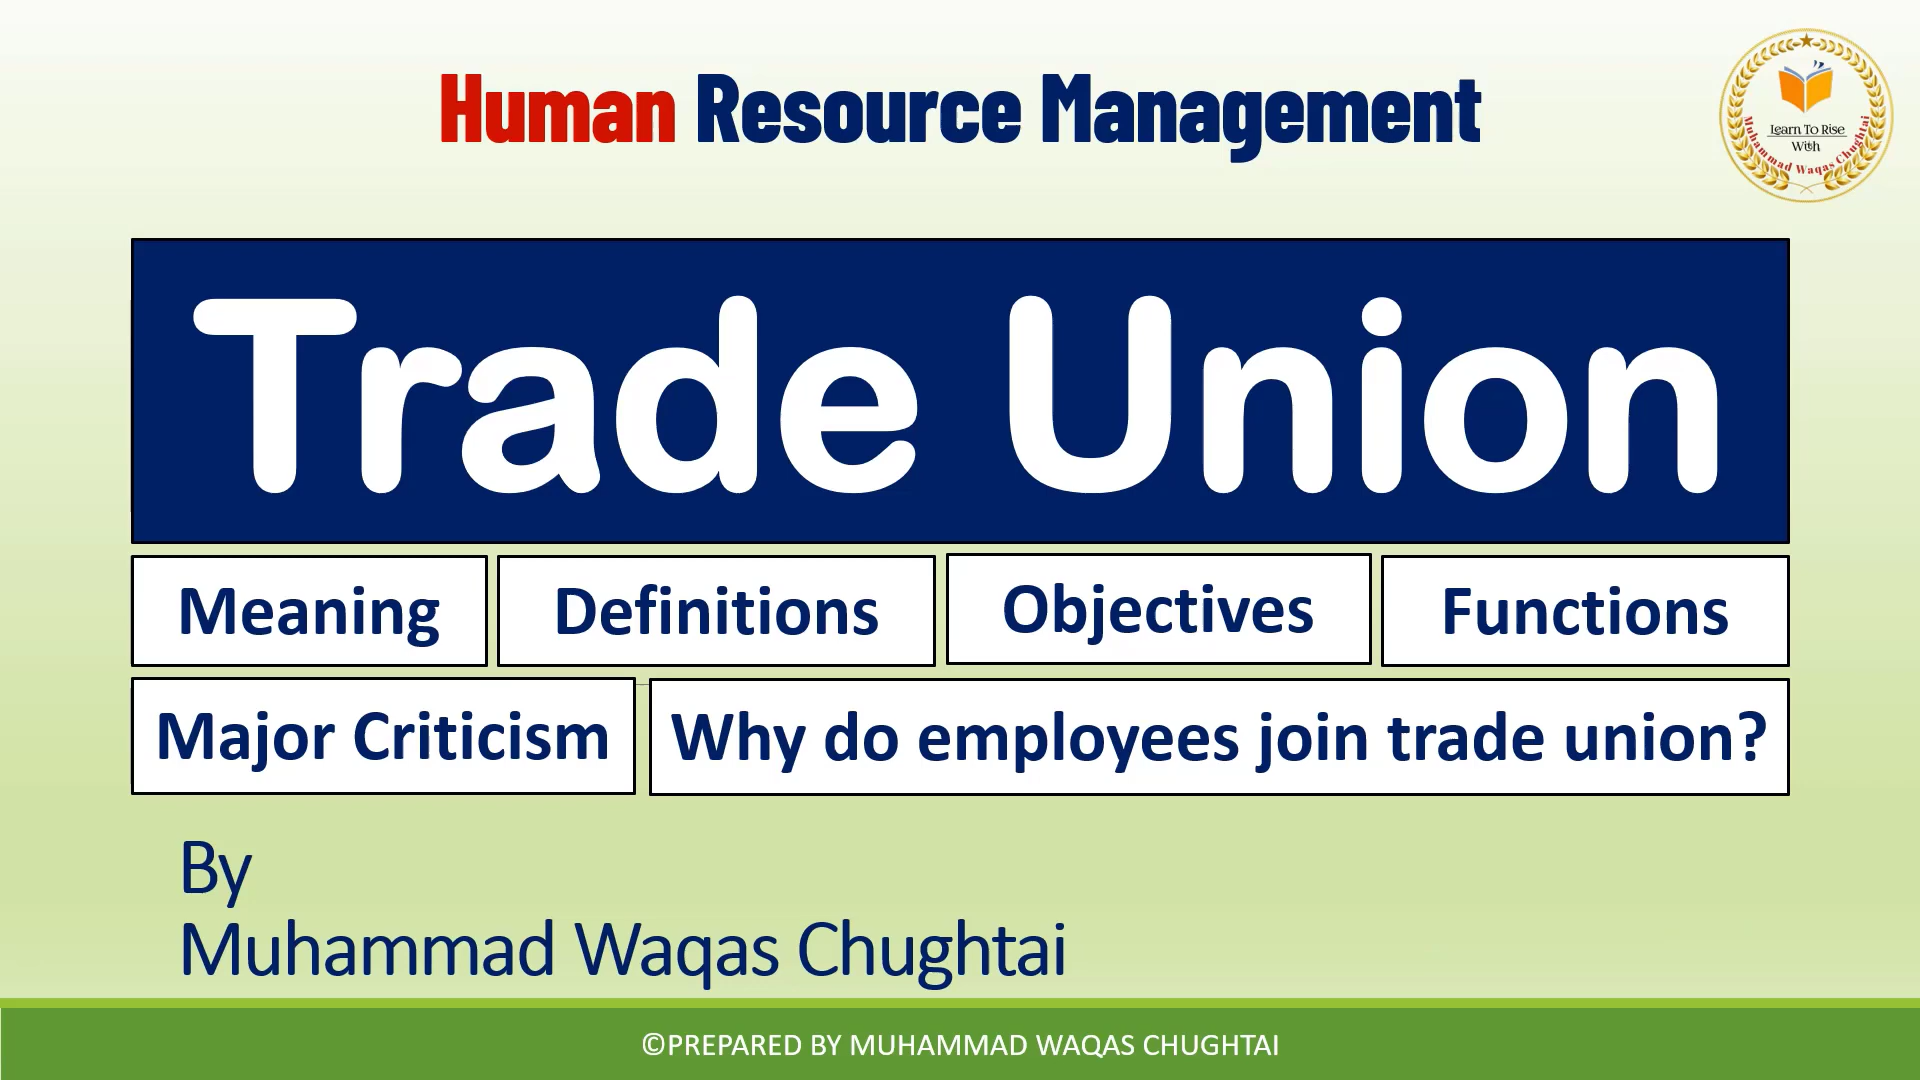 Human Resource Management
Learn To Rise
With
Muhammad Waqas Chughtai
Trade Union
Meaning
Definitions
Objectives
Functions
Major Criticism
Why do employees join trade union?
By
Muhammad Waqas Chughtai
©PREPARED BY MUHAMMAD WAQAS CHUGHTAI